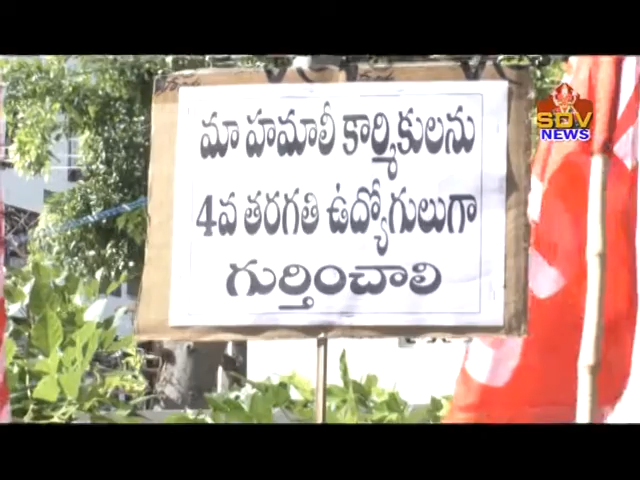 SDV
NEWS
మా హమాలీ కార్మికులను
4వ తరగతి ఉద్యోగులుగా
గుర్తించాలి